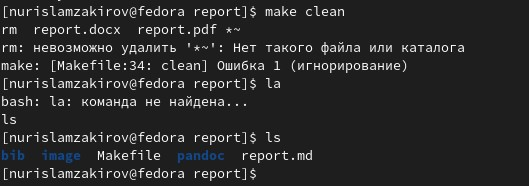 [nurislamzakirov@fedora report]$ make clean
rm  report.docx  report.pdf *~
rm: невозможно удалить '*~': Нет такого файла или каталога
make: [Makefile:34: clean] Ошибка 1 (игнорирование)
[nurislamzakirov@fedora report]$ la
bash: la: команда не найдена...
ls
[nurislamzakirov@fedora report]$ ls
bib  image  Makefile  pandoc  report.md
[nurislamzakirov@fedora report]$